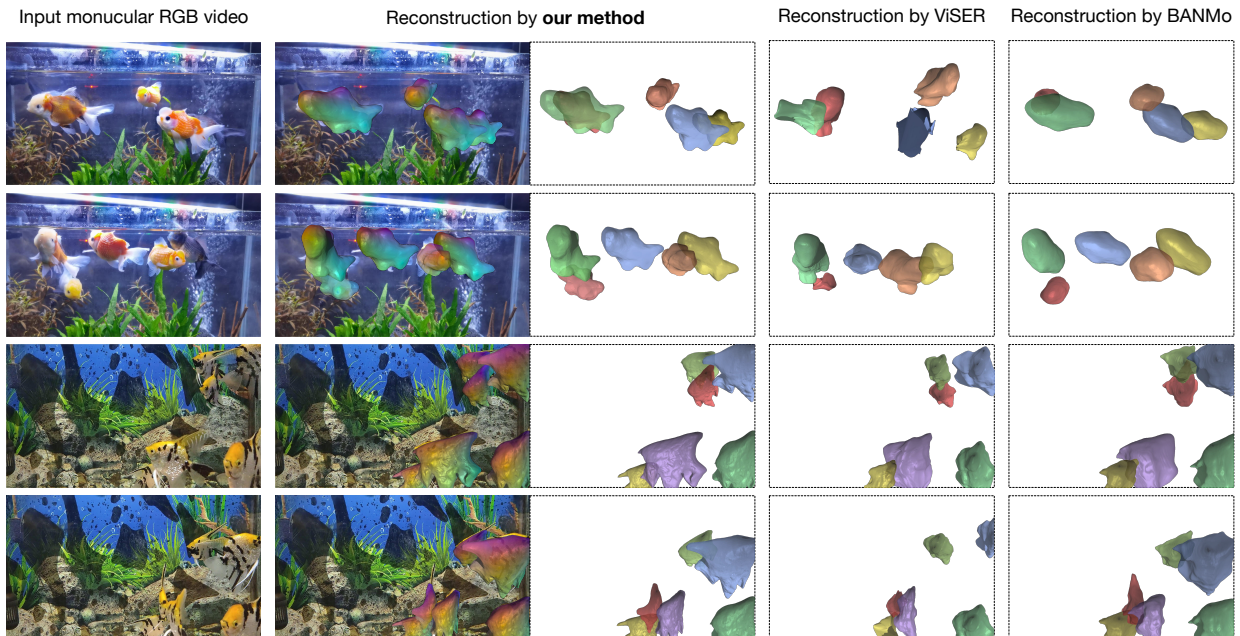 Input monucular RGB video
Reconstruction by our method
Reconstruction by ViSER
Reconstruction by BANMo